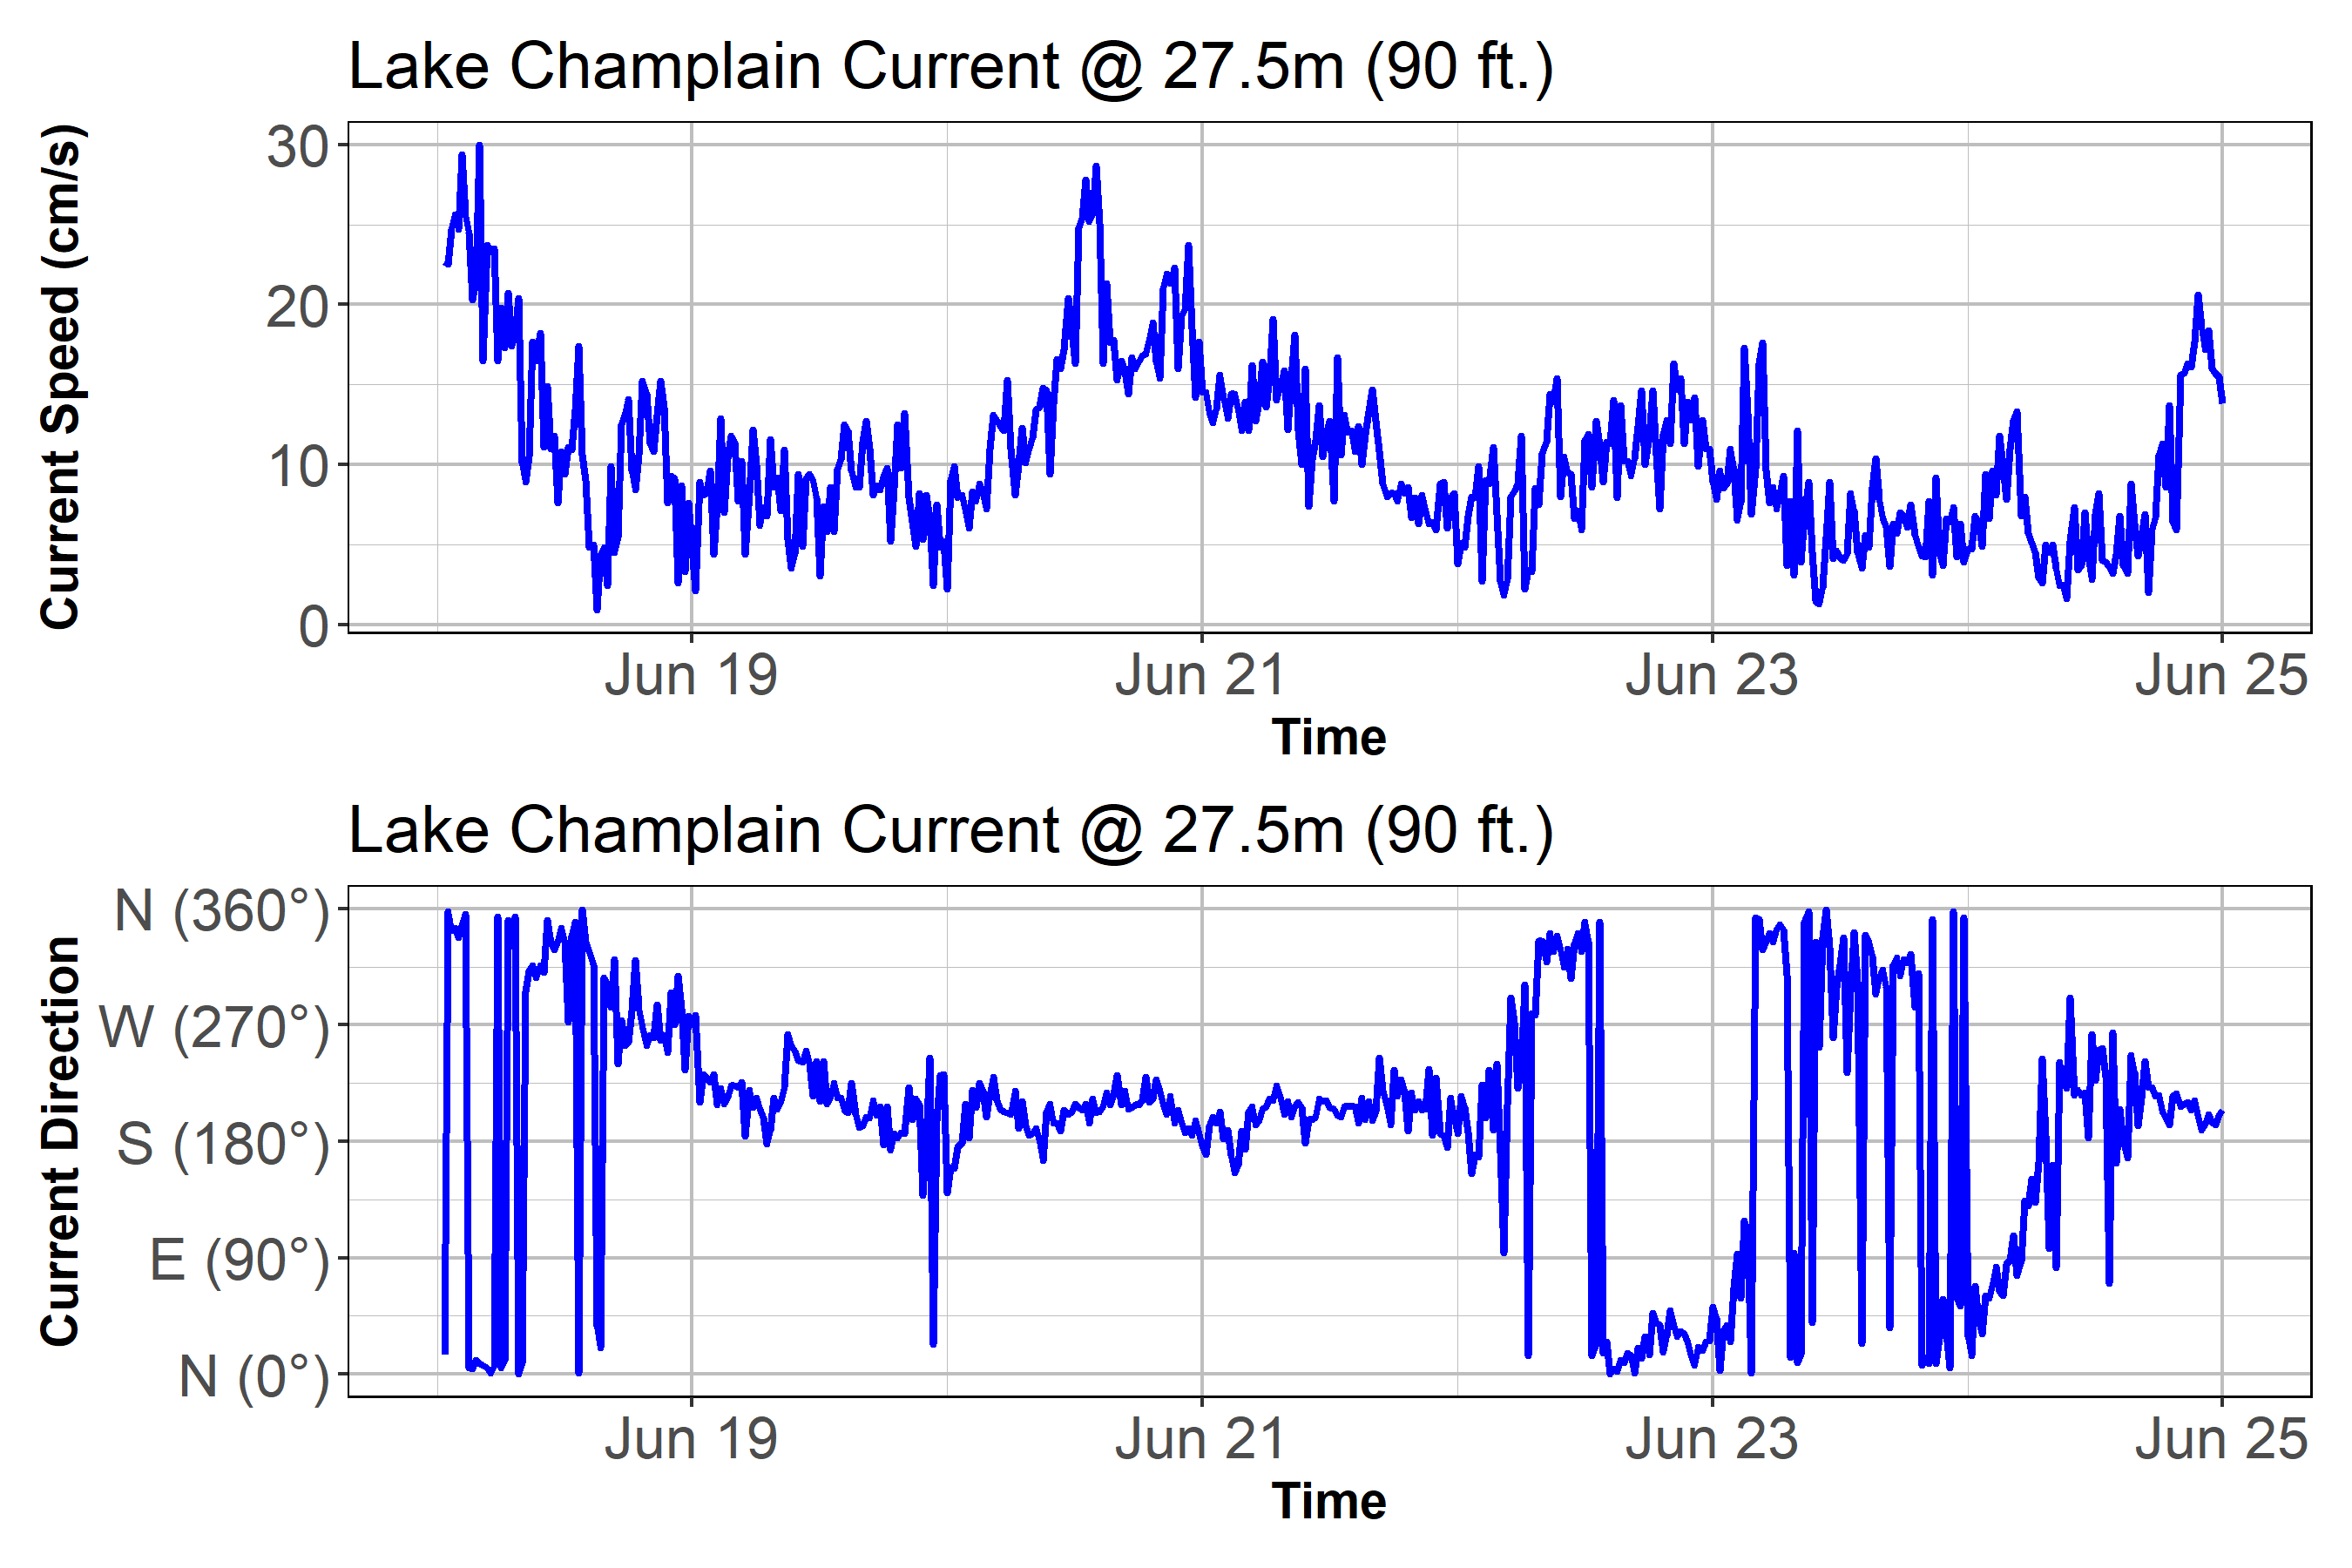 Lake Champlain Current @ 27.5m (90 ft.)
Current Speed (cm/s)
30
20
10
0
Jun 19 Jun 21 Jun 23 Jun 25
Time
Lake Champlain Current @ 27.5m (90 ft.)
Current Direction
N (360°)
W (270°)
S (180°)
E (90°)
N (0°)
Jun 19 Jun 21 Jun 23 Jun 25
Time